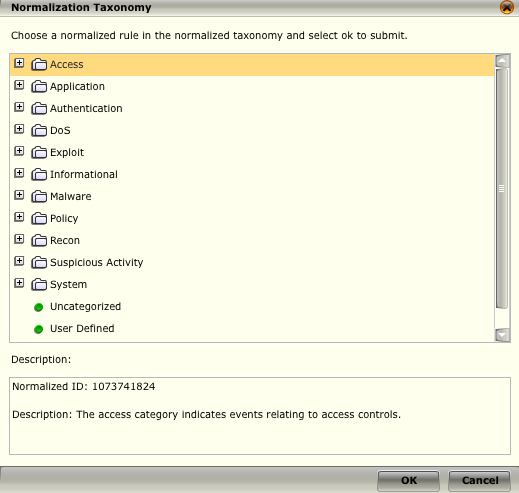 Normalization Taxonomy
Choose a normalized rule in the normalized taxonomy and select ok to submit.
Access
Application
Authentication
DoS
Exploit
Informational
Malware
Policy
Recon
Suspicious Activity
System
Uncategorized
User Defined
Description:
Normalized ID: 1073741824
Description: The access category indicates events relating to access controls.
OK Cancel